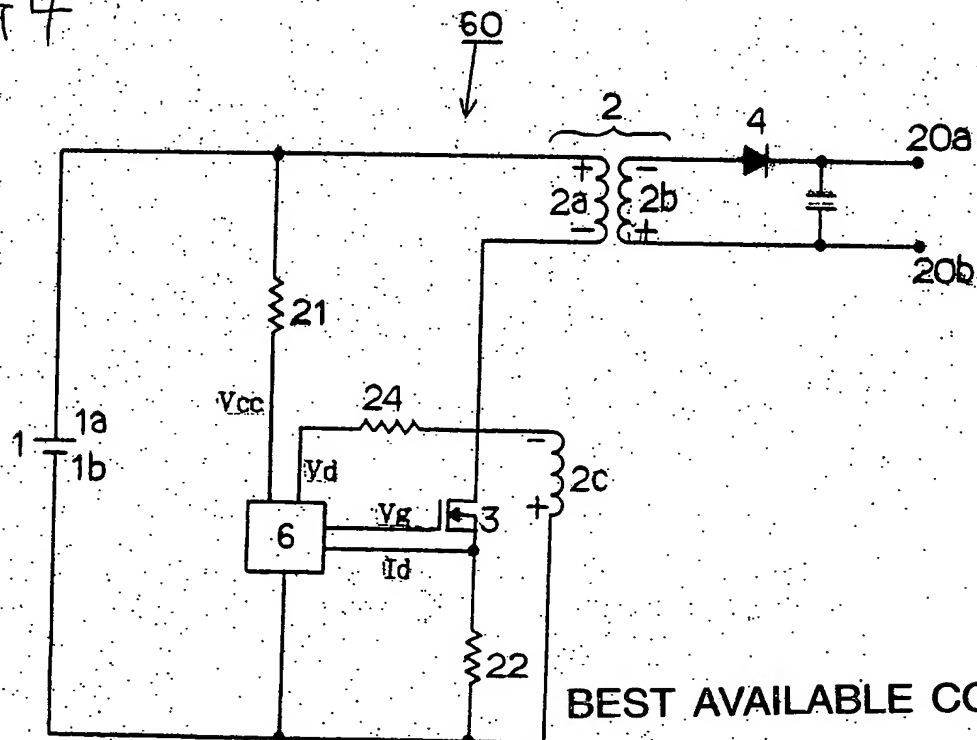 60
2
4
20a
2a
+
-
-
2b
+
20b
21
Vcc
24
1
1a
1b
Vd
-
2c
+
Vg
3
6
Id
22
BEST AVAILABLE CO